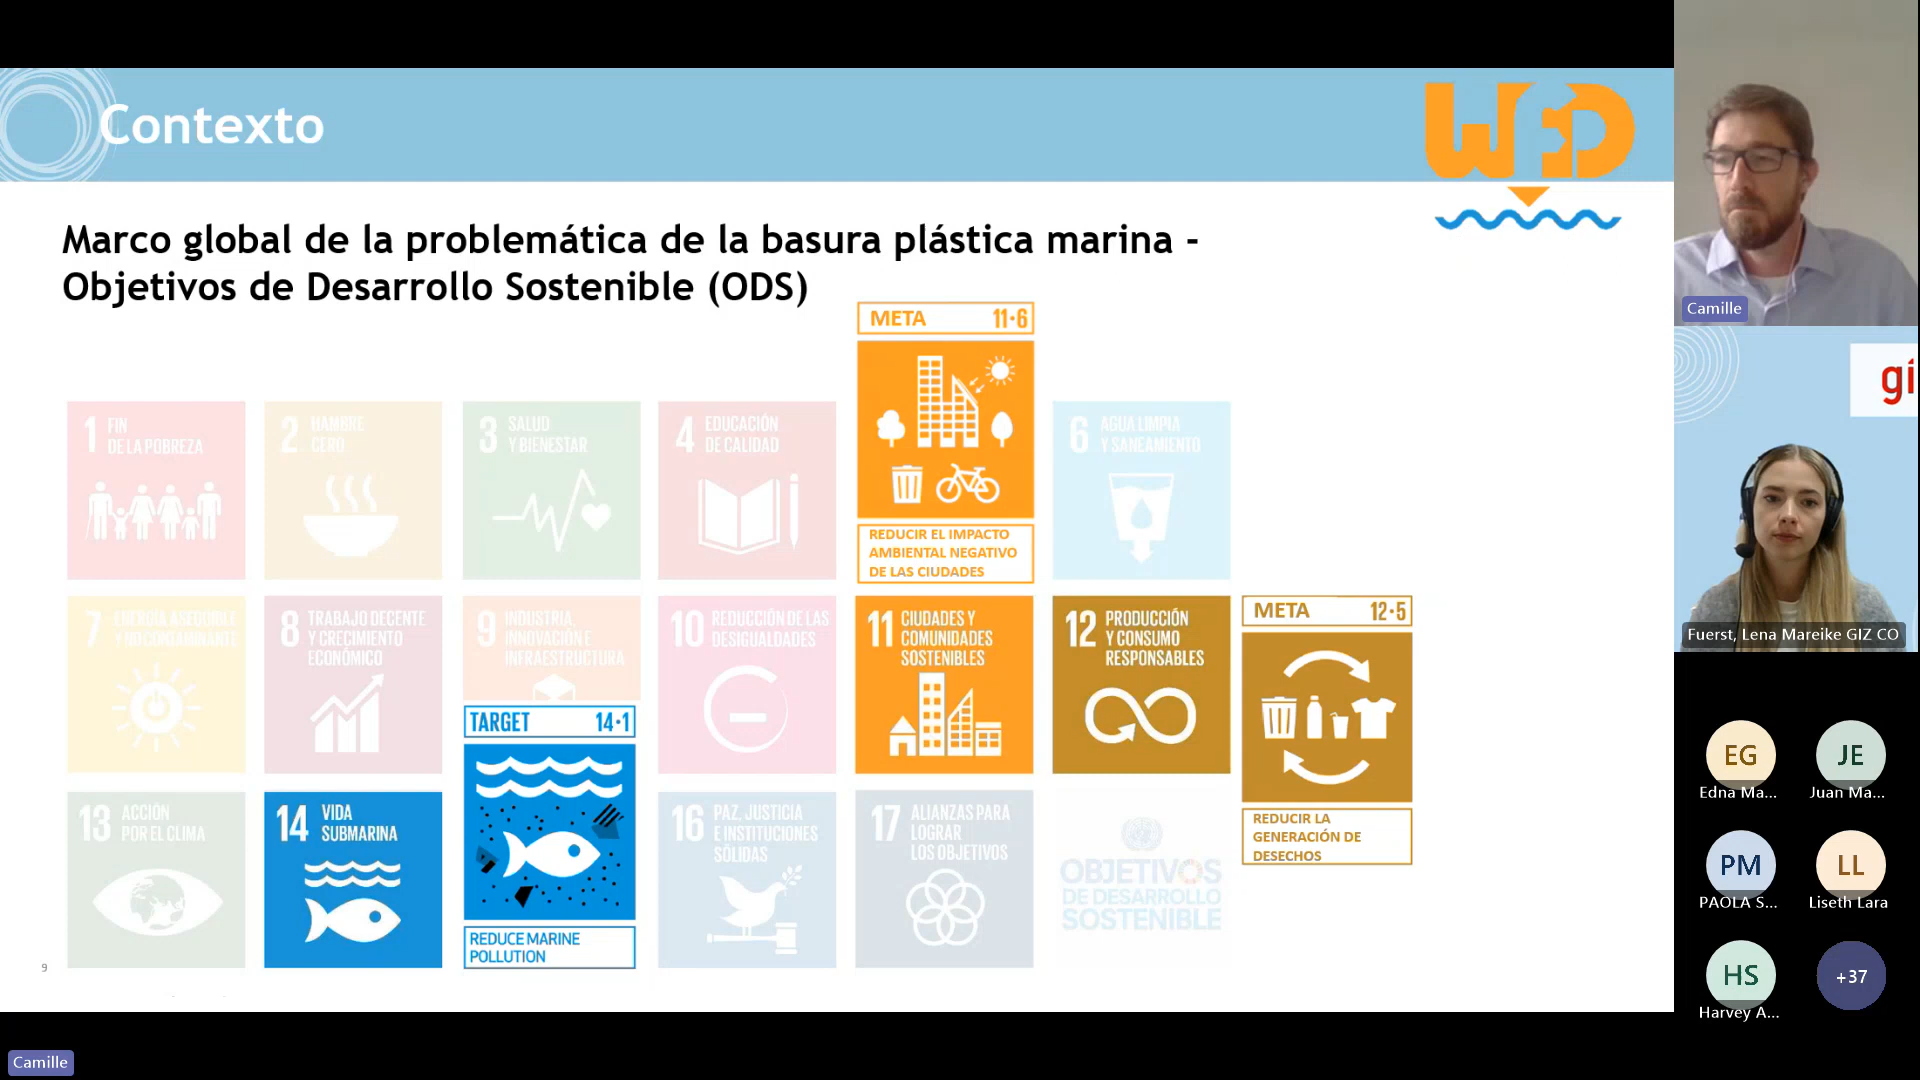 Contexto
WFD
Marco global de la problemática de la basura plástica marina -
Objetivos de Desarrollo Sostenible (ODS)
META 11·6
REDUCIR EL IMPACTO
AMBIENTAL NEGATIVO
DE LAS CIUDADES
1 FIN
DE LA POBREZA
2 HAMBRE
CERO
3 SALUD
Y BIENESTAR
4 EDUCACIÓN
DE CALIDAD
6 AGUA LIMPIA
Y SANEAMIENTO
7 ENERGÍA ASEQUIBLE
Y NO CONTAMINANTE
8 TRABAJO DECENTE
Y CRECIMIENTO
ECONÓMICO
9 INDUSTRIA,
INNOVACIÓN E
INFRAESTRUCTURA
10 REDUCCIÓN DE LAS
DESIGUALDADES
11 CIUDADES Y
COMUNIDADES
SOSTENIBLES
12 PRODUCCIÓN
Y CONSUMO
RESPONSABLES
META 12·5
REDUCIR LA
GENERACIÓN DE
DESECHOS
13 ACCIÓN
POR EL CLIMA
14 VIDA
SUBMARINA
TARGET 14·1
REDUCE MARINE
POLLUTION
16 PAZ, JUSTICIA
E INSTITUCIONES
SÓLIDAS
17 ALIANZAS PARA
LOGRAR
LOS OBJETIVOS
OBJETIVOS
DE DESARROLLO
SOSTENIBLE
9
Camille
gi
Fuerst, Lena Mareike GIZ CO
EG
Edna Ma...
JE
Juan Ma...
PM
PAOLA S...
LL
Liseth Lara
HS
Harvey A...
+37
Camille